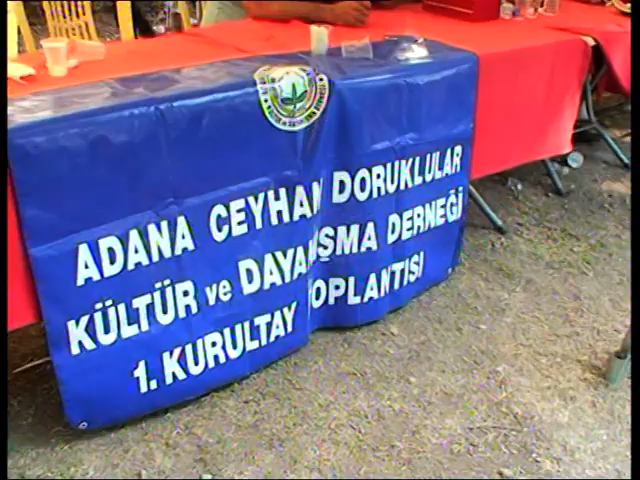 ADANA CEYHAN DORUKLULAR
KÜLTÜR ve DAYANIŞMA DERNEĞİ
1. KURULTAY TOPLANTISI